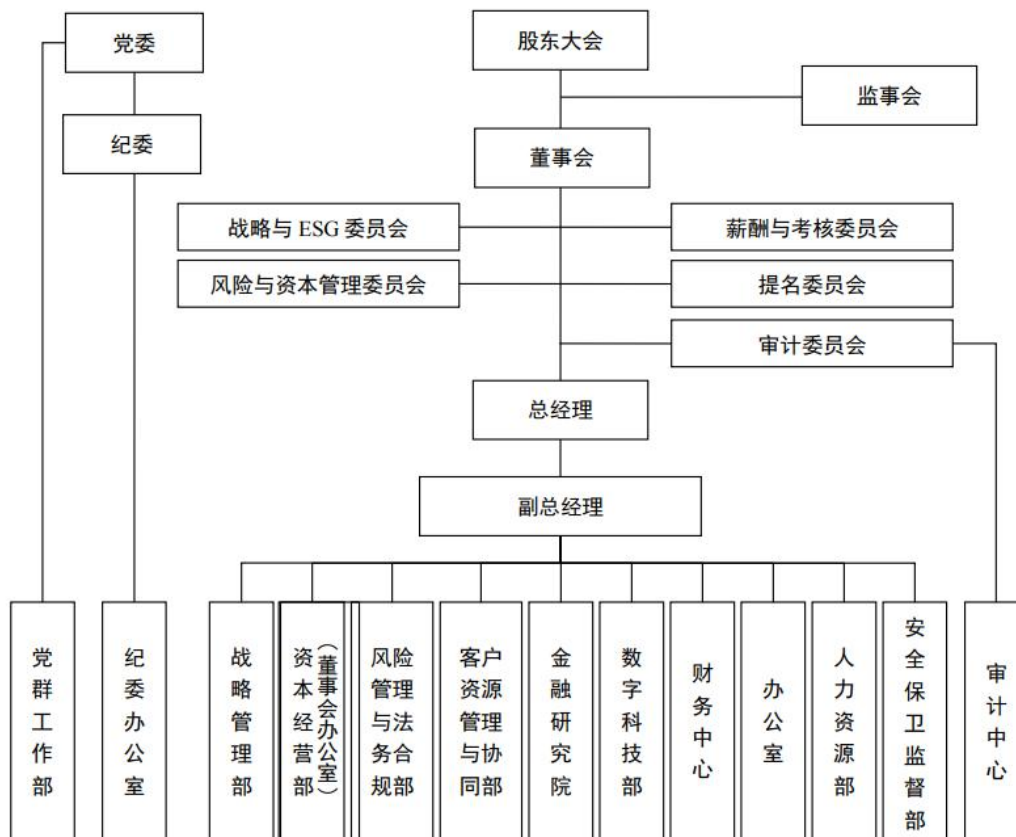 党委
股东大会
监事会
纪委
董事会
战略与 ESG 委员会
薪酬与考核委员会
风险与资本管理委员会
提名委员会
审计委员会
总经理
副总经理
党群工作部
纪委办公室
战略管理部
资本经营部
（董事会办公室）
风险管理与法务合规部
客户资源管理与协同部
金融研究院
数字科技部
财务中心
办公室
人力资源部
安全保卫监督部
审计中心